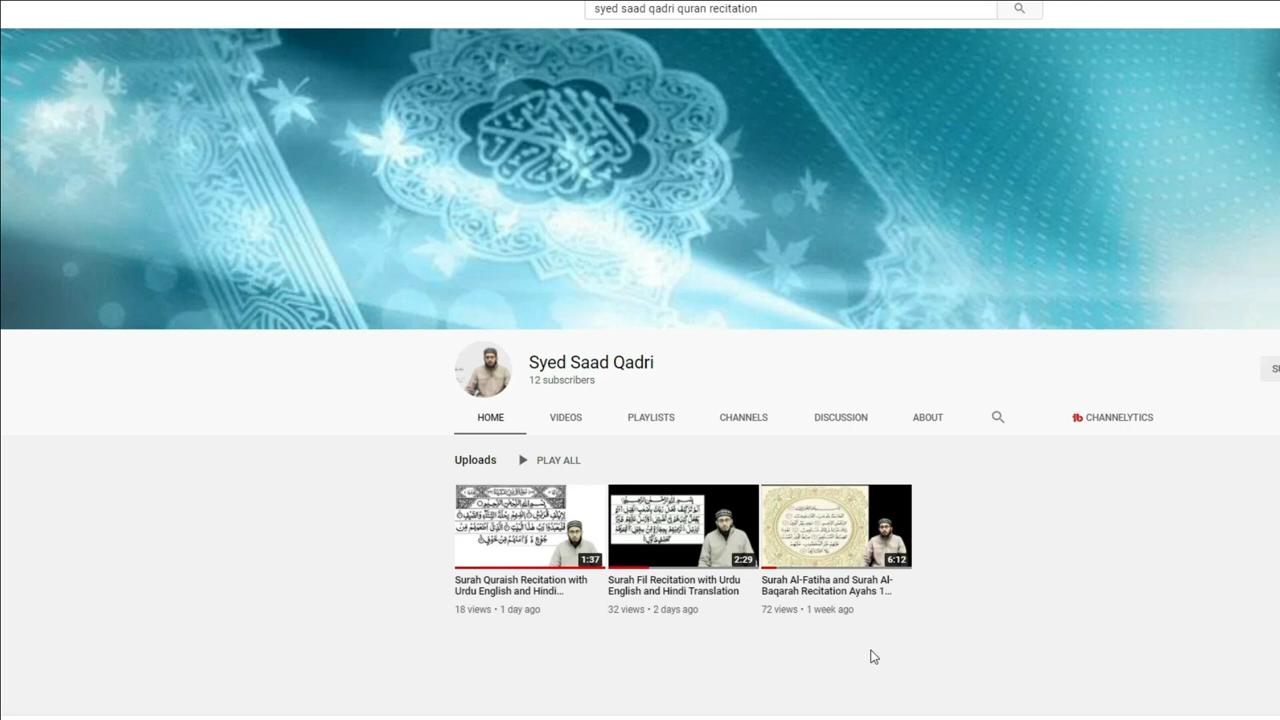 syed saad qadri quran recitation
Syed Saad Qadri
12 subscribers
HOME VIDEOS PLAYLISTS CHANNELS DISCUSSION ABOUT CHANNELYTICS
Uploads PLAY ALL
1:37 2:29 6:12
Surah Quraish Recitation with
Urdu English and Hindi...
18 views • 1 day ago
Surah Fil Recitation with Urdu
English and Hindi Translation
32 views • 2 days ago
Surah Al-Fatiha and Surah Al-
Baqarah Recitation Ayahs 1...
72 views • 1 week ago